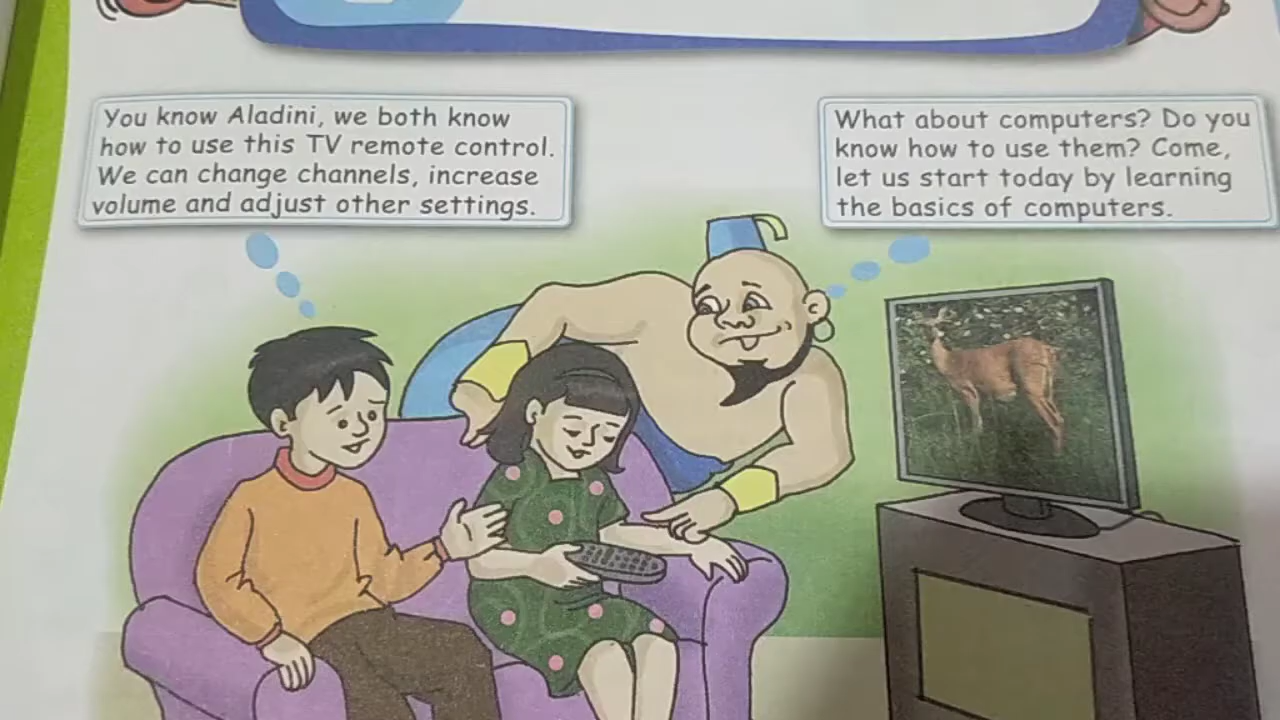 You know Aladini, we both know
how to use this TV remote control.
We can change channels, increase
volume and adjust other settings.
What about computers? Do you
know how to use them? Come,
let us start today by learning
the basics of computers.